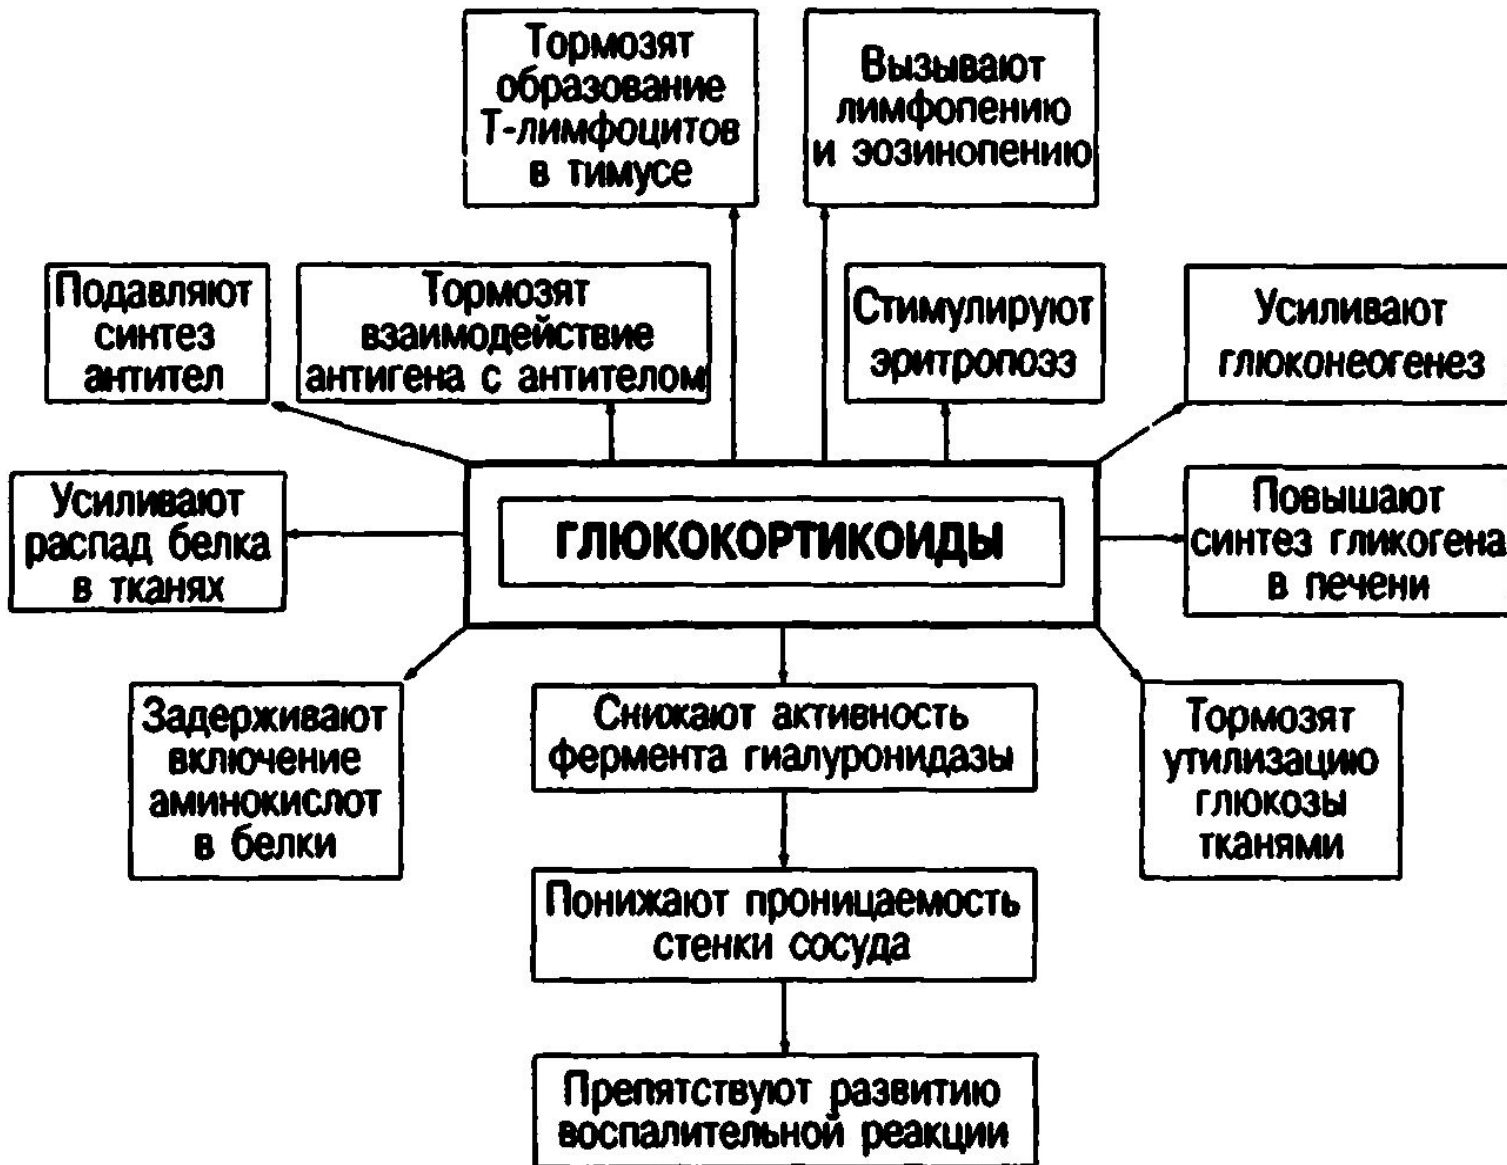 Тормозят
образование
Т-лимфоцитов
в тимусе
Вызывают
лимфопению
и эозинопению
Подавляют
синтез
антител
Тормозят
взаимодействие
антигена с антителом
Стимулируют
эритропоэз
Усиливают
глюконеогенез
Усиливают
распад белка
в тканях
ГЛЮКОКОРТИКОИДЫ
Повышают
синтез гликогена
в печени
Задерживают
включение
аминокислот
в белки
Снижают активность
фермента гиалуронидазы
Тормозят
утилизацию
глюкозы
тканями
Понижают проницаемость
стенки сосуда
Препятствуют развитию
воспалительной реакции